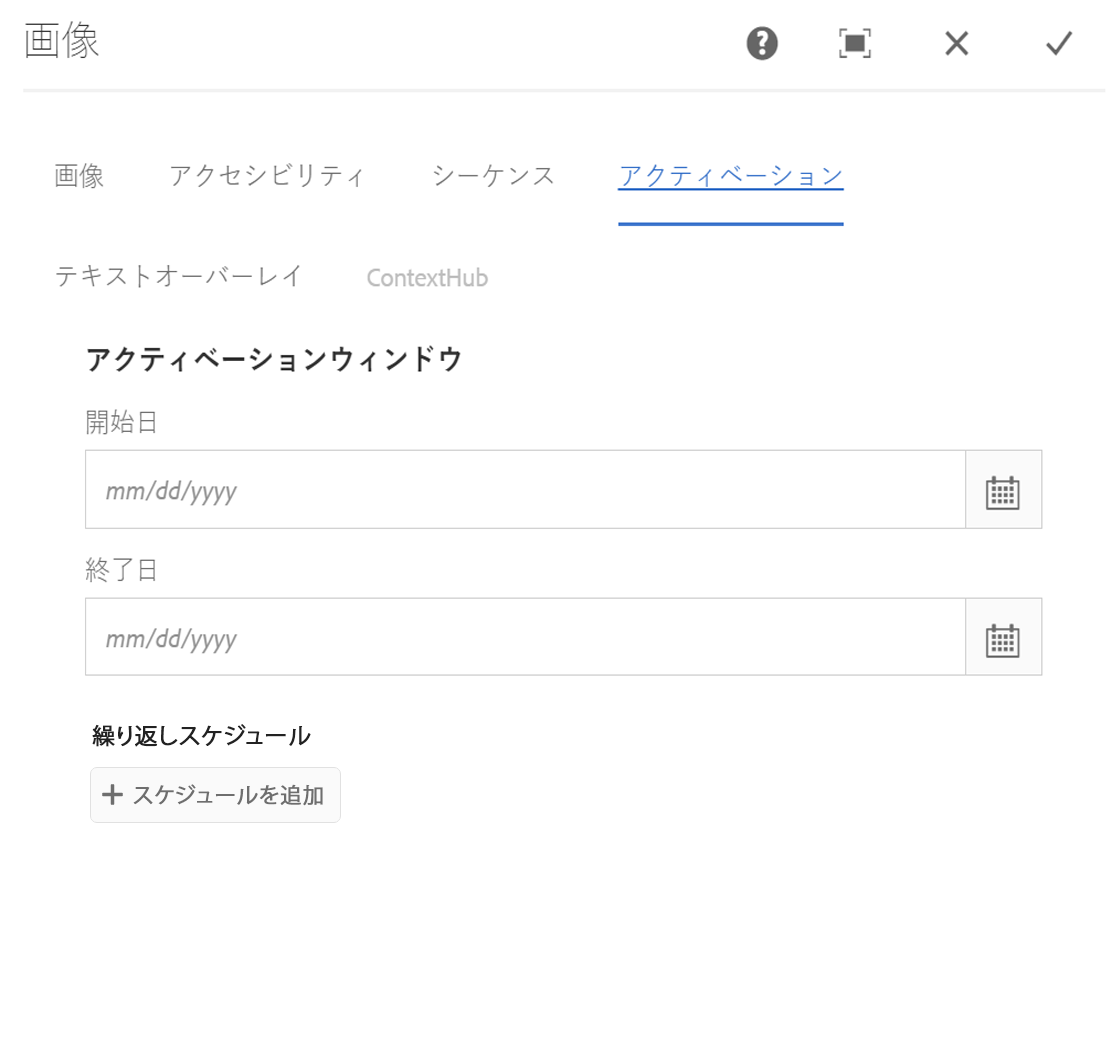 画像
画像 アクセシビリティ シーケンス アクティベーション
テキストオーバーレイ ContextHub
アクティベーションウィンドウ
開始日
mm/dd/yyyy
終了日
mm/dd/yyyy
繰り返しスケジュール
+ スケジュールを追加